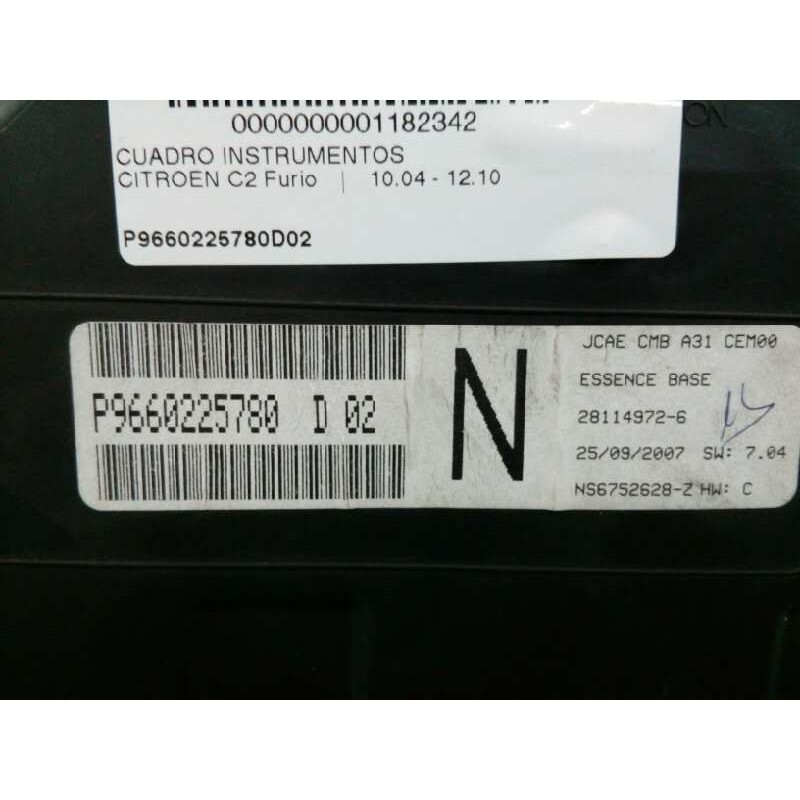 0000000001182342
CUADRO INSTRUMENTOS
CITROEN C2 Furio | 10.04 - 12.10
P9660225780D02
P9660225780 D 02
N
JCAE CMB A31 CEM00
ESSENCE BASE
28114972-6
25/09/2007 SW: 7.04
NS6752628-Z HW: C